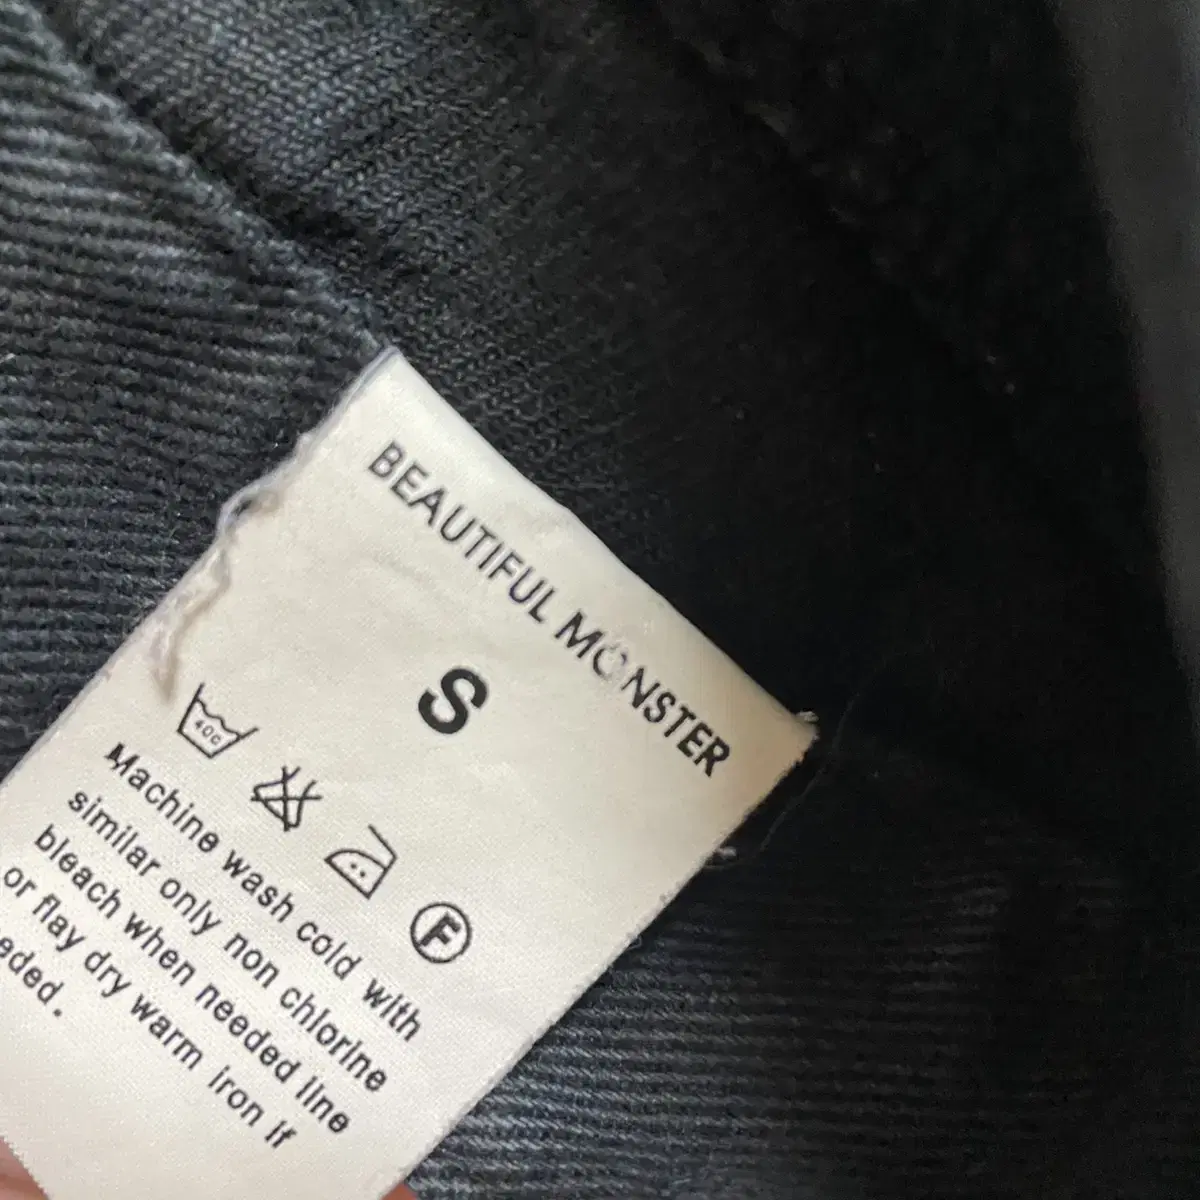 BEAUTIFUL MONSTER
S
40c
F
Machine wash cold with
similar only non chlorine
bleach when needed line
or flay dry warm iron if
eded.